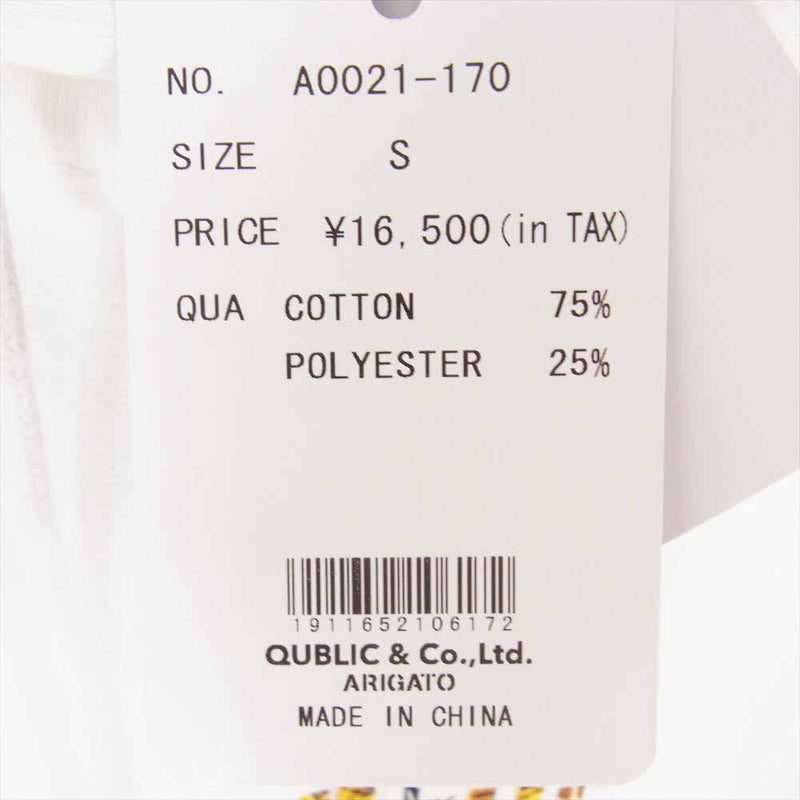 NO. A0021-170
SIZE S
PRICE ¥16,500(in TAX)
QUA COTTON 75%
POLYESTER 25%
1911652106172
QUBLIC & Co.,Ltd.
ARIGATO
MADE IN CHINA